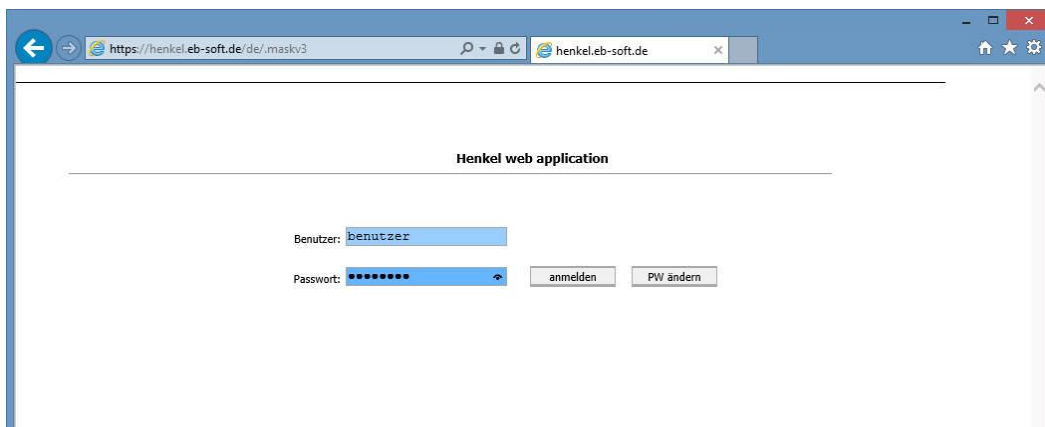 https://henkel.eb-soft.de/de/.maskv3
henkel.eb-soft.de
Henkel web application
Benutzer: benutzer
Passwort: ●●●●●●●● anmelden PW ändern